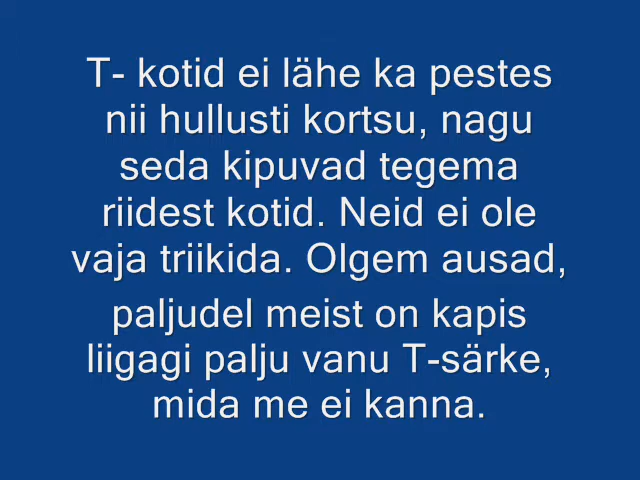 T- kotid ei lähe ka pestes
nii hullusti kortsu, nagu
seda kipuvad tegema
riidest kotid. Neid ei ole
vaja triikida. Olgem ausad,
paljudel meist on kapis
liigagi palju vanu T-särke,
mida me ei kanna.